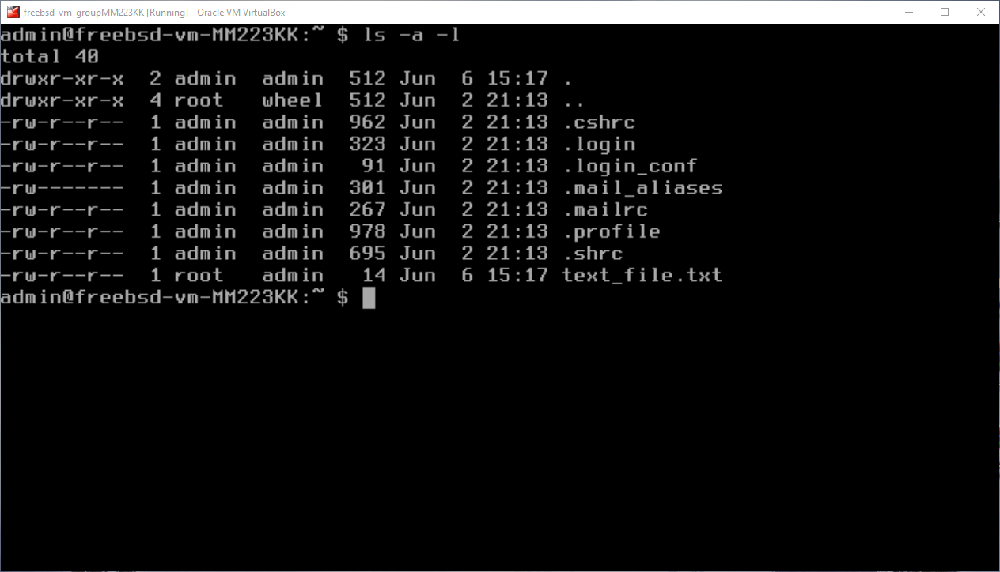 freebsd-vm-groupMM223KK [Running] - Oracle VM VirtualBox
admin@freebsd-vm-MM223KK:~ $ ls -a -l
total 40
drwxr-xr-x  2 admin  admin  512 Jun  6 15:17 .
drwxr-xr-x  4 root   wheel  512 Jun  2 21:13 ..
-rw-r--r--  1 admin  admin  962 Jun  2 21:13 .cshrc
-rw-r--r--  1 admin  admin  323 Jun  2 21:13 .login
-rw-r--r--  1 admin  admin   91 Jun  2 21:13 .login_conf
-rw-------  1 admin  admin  301 Jun  2 21:13 .mail_aliases
-rw-r--r--  1 admin  admin  267 Jun  2 21:13 .mailrc
-rw-r--r--  1 admin  admin  978 Jun  2 21:13 .profile
-rw-r--r--  1 admin  admin  695 Jun  2 21:13 .shrc
-rw-r--r--  1 root   admin   14 Jun  6 15:17 text_file.txt
admin@freebsd-vm-MM223KK:~ $